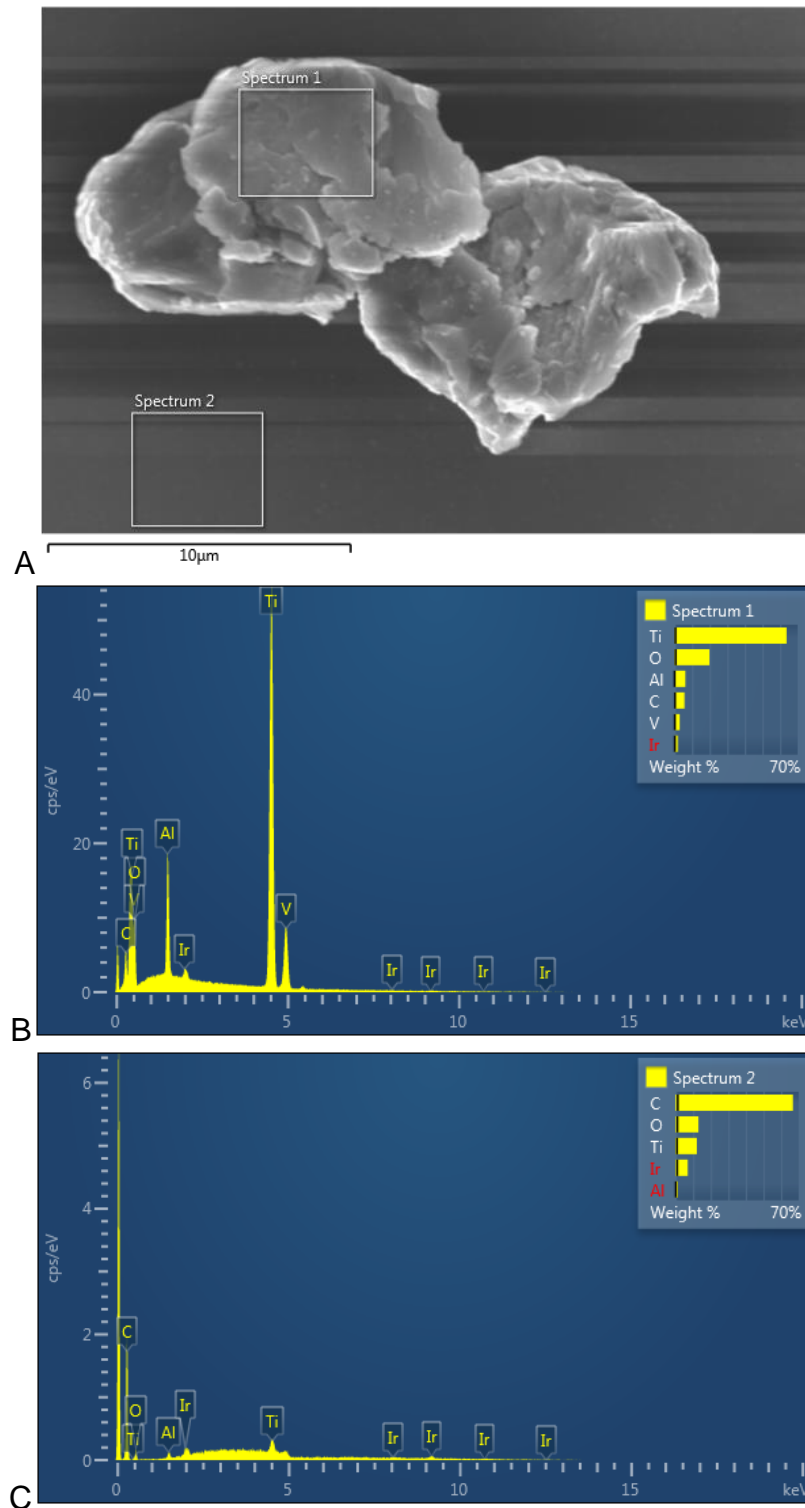 Spectrum 1
Spectrum 2
A
10µm
Ti
Spectrum 1
Ti
O
Al
C
V
Ir
Weight % 70%
40
cps/eV
20
Ti
Al
O
V
C
Ir
V
Ir Ir Ir Ir
0
0 5 10 15 keV
B
6
Spectrum 2
C
O
Ti
Ir
Al
Weight % 70%
4
cps/eV
2
C
O
Ir
Ti
Al
Ti
Ir Ir Ir Ir
0
0 5 10 15 keV
C